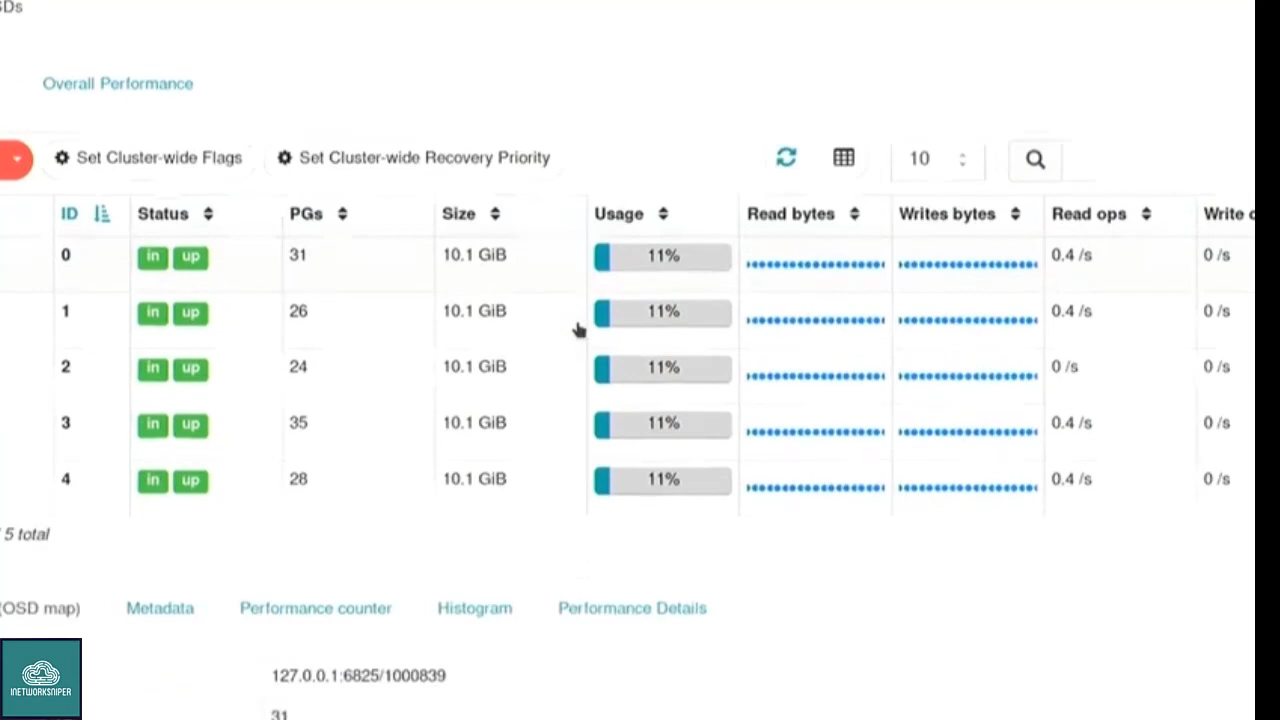 SDs
Overall Performance
Set Cluster-wide Flags Set Cluster-wide Recovery Priority 10
ID Status PGs Size Usage Read bytes Writes bytes Read ops Write o
0 in up 31 10.1 GiB 11% 0.4 /s 0 /s
1 in up 26 10.1 GiB 11% 0.4 /s 0 /s
2 in up 24 10.1 GiB 11% 0 /s 0 /s
3 in up 35 10.1 GiB 11% 0.4 /s 0 /s
4 in up 28 10.1 GiB 11% 0.4 /s 0 /s
/ 5 total
(OSD map) Metadata Performance counter Histogram Performance Details
127.0.0.1:6825/1000839
31
INETWORKSNIPER